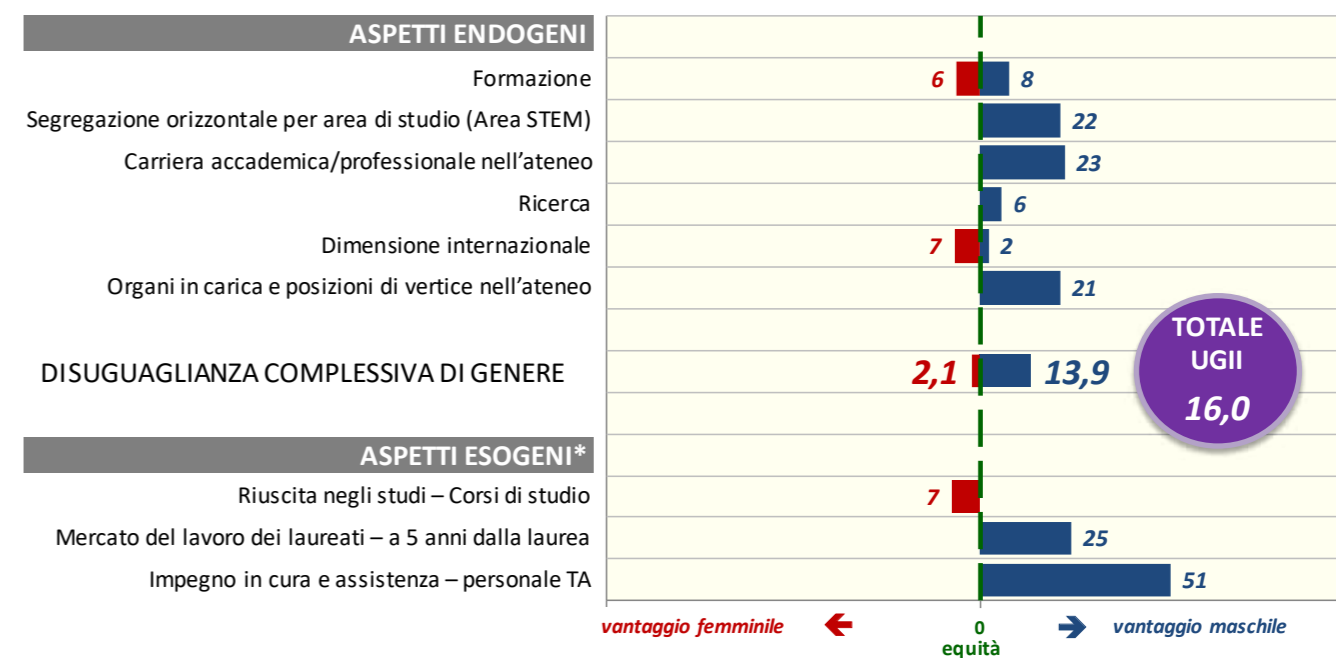 ASPETTI ENDOGENI
Formazione 6 8
Segregazione orizzontale per area di studio (Area STEM) 22
Carriera accademica/professionale nell'ateneo 23
Ricerca 6
Dimensione internazionale 7 2
Organi in carica e posizioni di vertice nell'ateneo 21
DISUGUAGLIANZA COMPLESSIVA DI GENERE 2,1 13,9
TOTALE
UGII
16,0
ASPETTI ESOGENI*
Riuscita negli studi – Corsi di studio 7
Mercato del lavoro dei laureati – a 5 anni dalla laurea 25
Impegno in cura e assistenza – personale TA 51
vantaggio femminile 0 vantaggio maschile
equità